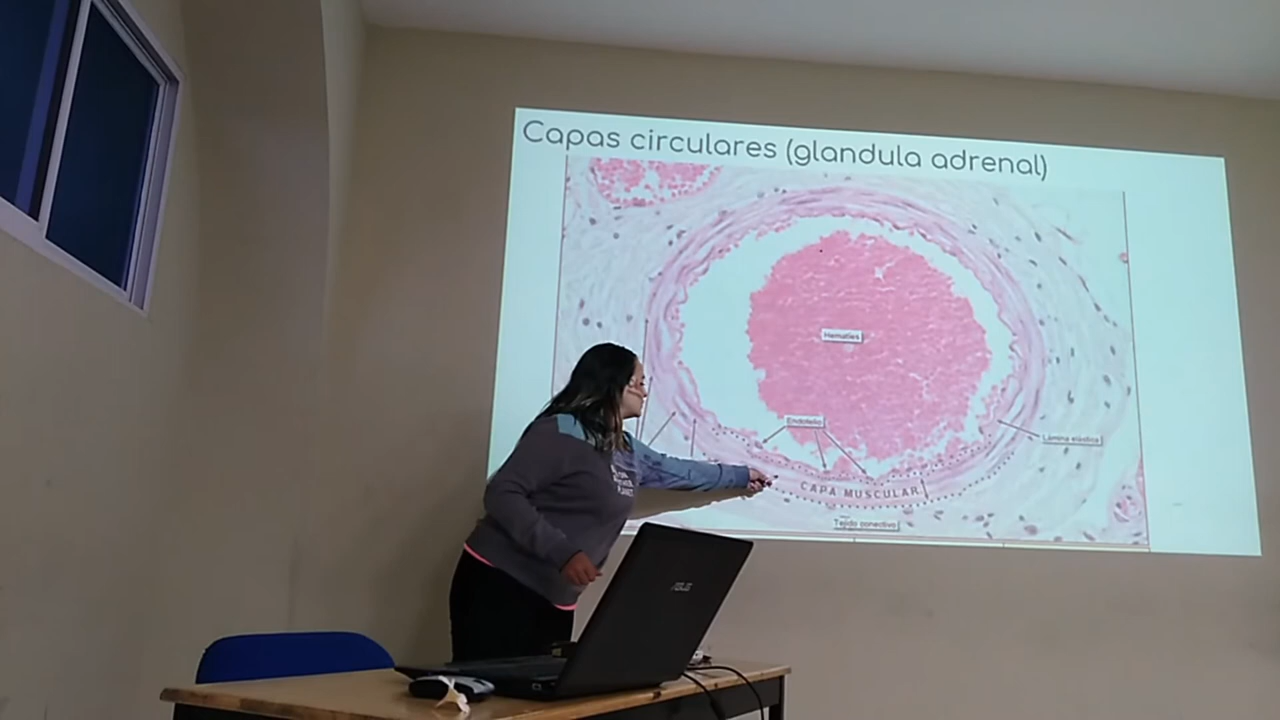 Capas circulares (glandula adrenal)
Hematíes
Endotelio
Lámina elástica
CAPA MUSCULAR
Tejido conectivo
ASUS